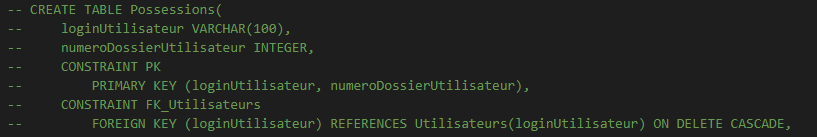 -- CREATE TABLE Possessions(
--     loginUtilisateur VARCHAR(100),
--     numeroDossierUtilisateur INTEGER,
--     CONSTRAINT PK
--         PRIMARY KEY (loginUtilisateur, numeroDossierUtilisateur),
--     CONSTRAINT FK_Utilisateurs
--         FOREIGN KEY (loginUtilisateur) REFERENCES Utilisateurs(loginUtilisateur) ON DELETE CASCADE,